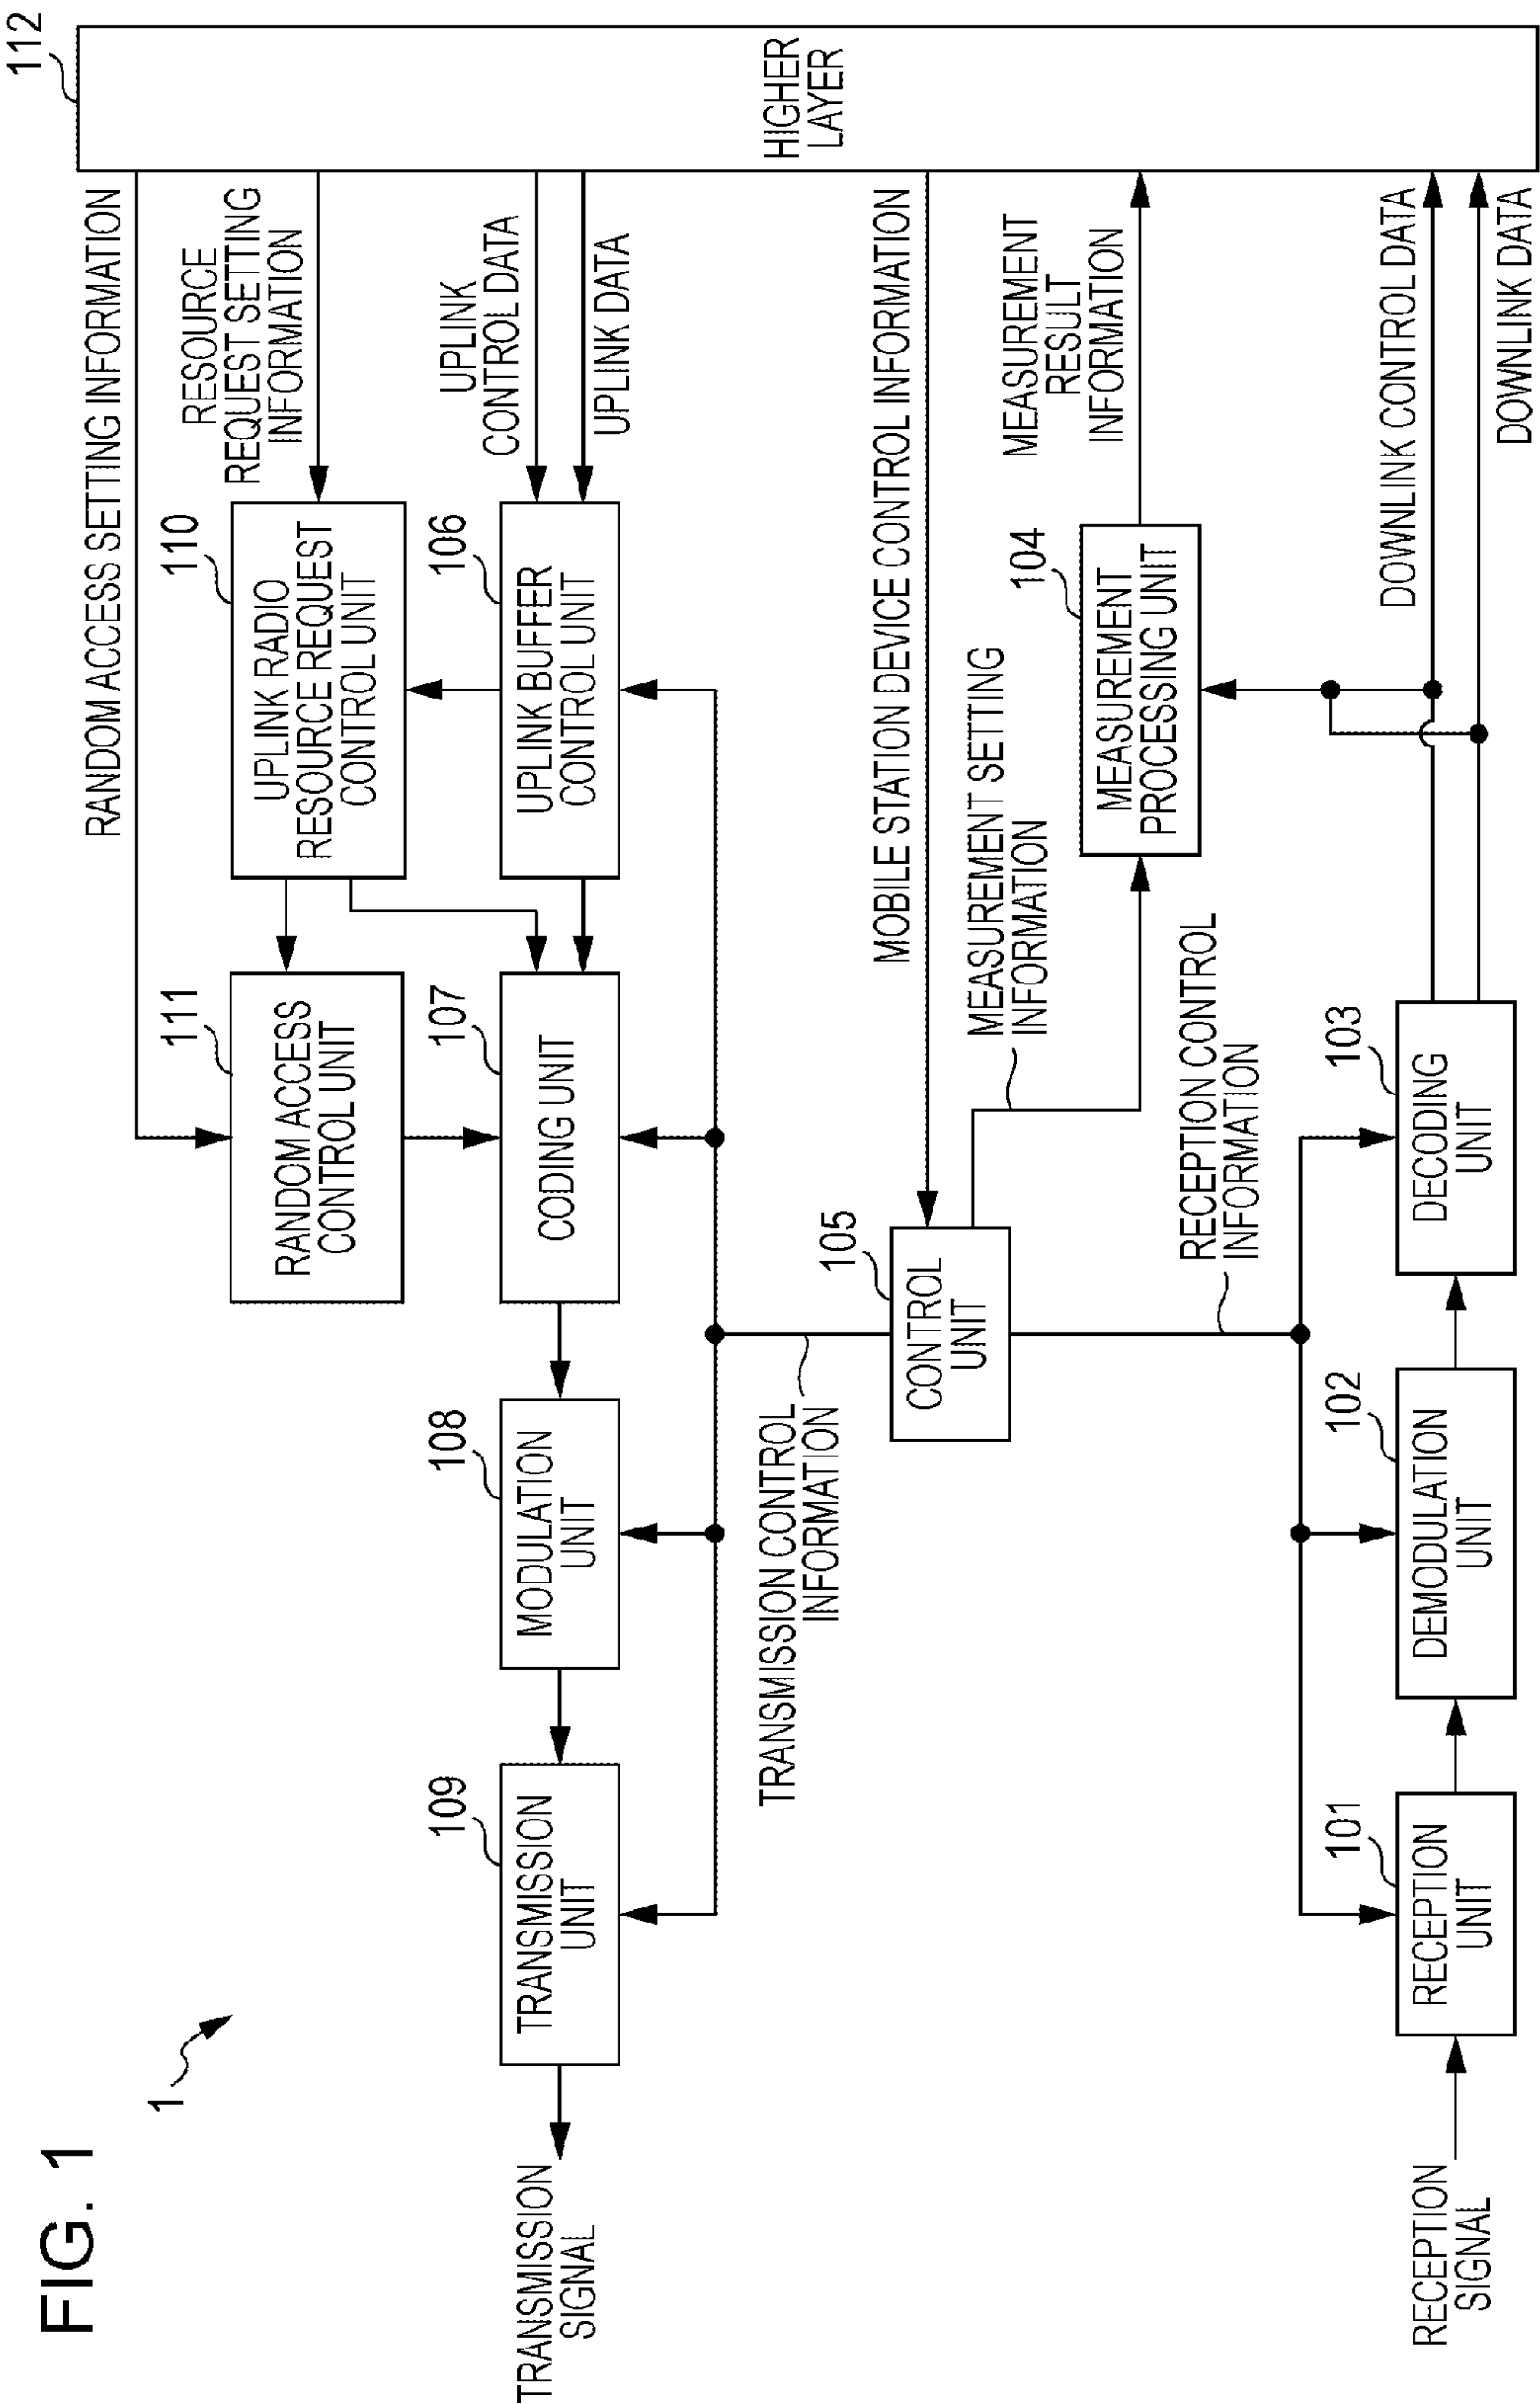 FIG. 1
1
112
RANDOM ACCESS SETTING INFORMATION
RESOURCE
REQUEST SETTING
INFORMATION
UPLINK
CONTROL DATA
UPLINK DATA
110
UPLINK RADIO
RESOURCE REQUEST
CONTROL UNIT
106
UPLINK BUFFER
CONTROL UNIT
111
RANDOM ACCESS
CONTROL UNIT
107
CODING UNIT
108
MODULATION
UNIT
109
TRANSMISSION
UNIT
TRANSMISSION
SIGNAL
HIGHER
LAYER
MOBILE STATION DEVICE CONTROL INFORMATION
TRANSMISSION CONTROL
INFORMATION
105
CONTROL
UNIT
MEASUREMENT SETTING
INFORMATION
104
MEASUREMENT
PROCESSING UNIT
MEASUREMENT
RESULT
INFORMATION
RECEPTION CONTROL
INFORMATION
RECEPTION
SIGNAL
101
RECEPTION
UNIT
102
DEMODULATION
UNIT
103
DECODING
UNIT
DOWNLINK CONTROL DATA
DOWNLINK DATA